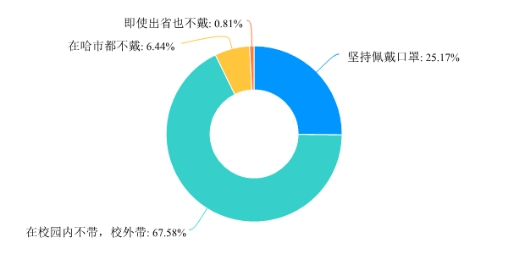 即使出省也不戴: 0.81%
在哈市都不戴: 6.44%
坚持佩戴口罩: 25.17%
在校园内不带，校外带: 67.58%